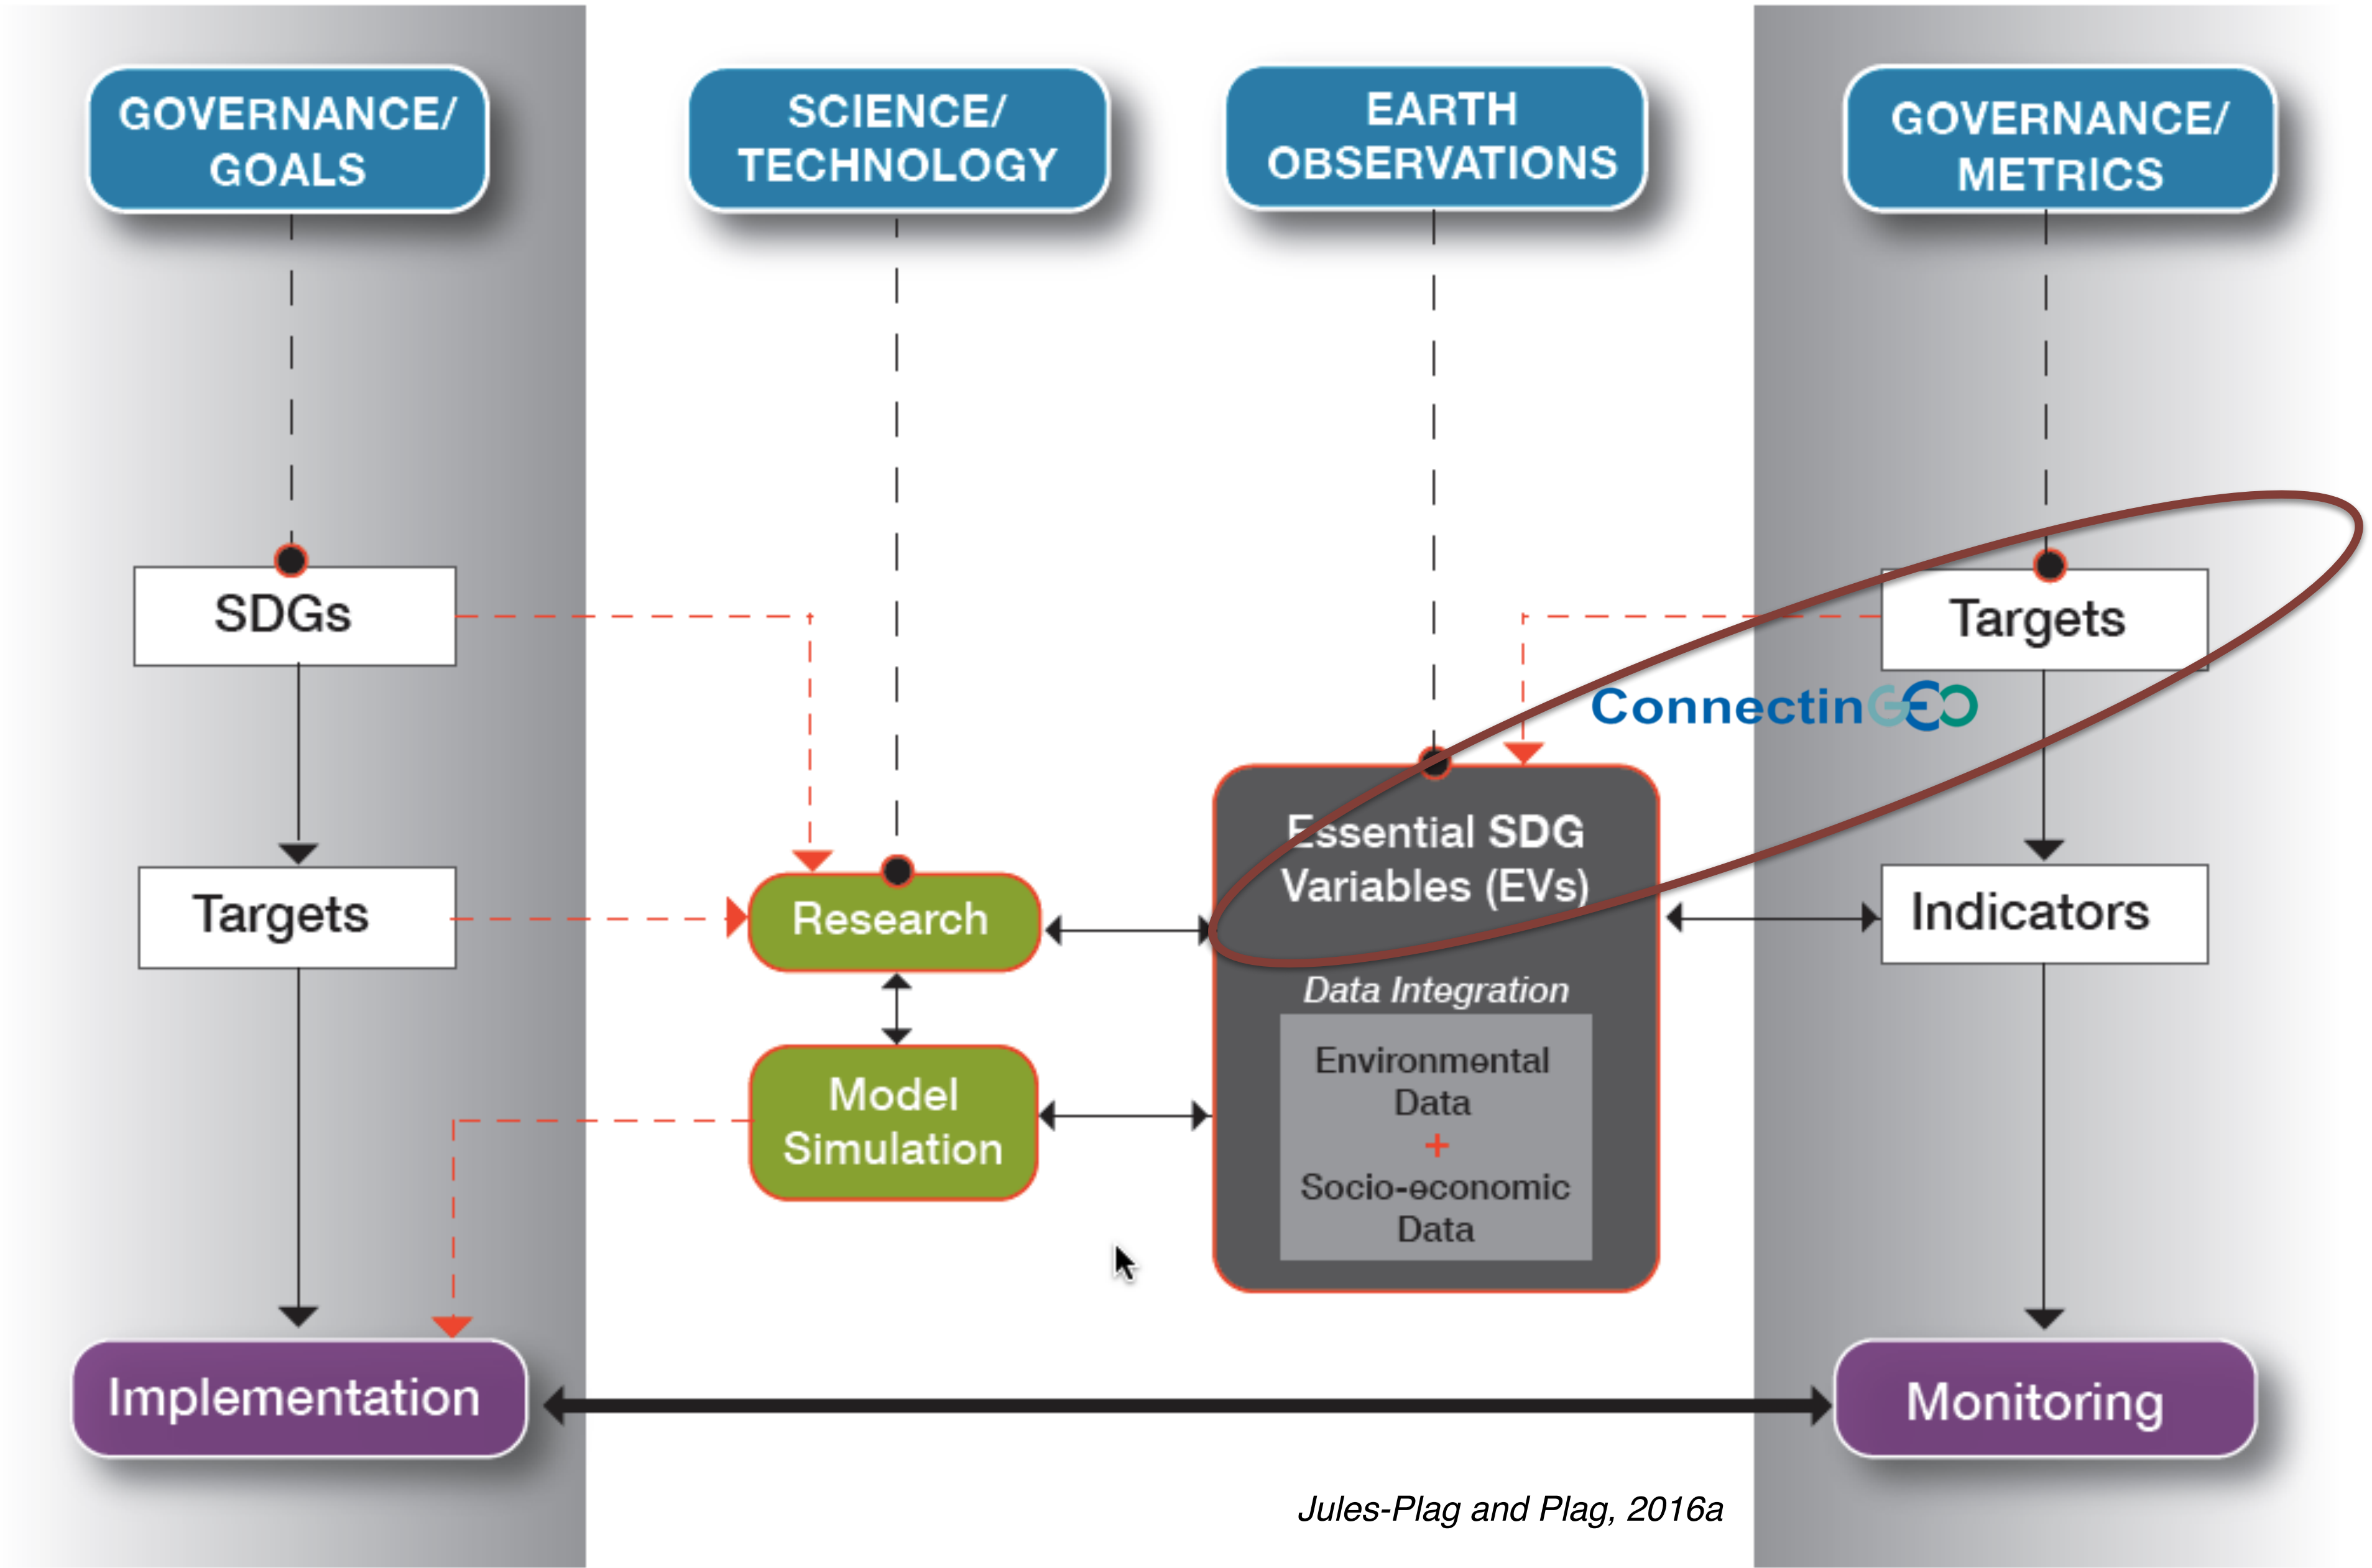 GOVERNANCE/
GOALS
SCIENCE/
TECHNOLOGY
EARTH
OBSERVATIONS
GOVERNANCE/
METRICS
SDGs
Targets
ConnectinGEO
Essential SDG
Variables (EVs)
Targets
Research
Indicators
Data Integration
Environmental
Data
+
Socio-economic
Data
Model
Simulation
Implementation
Monitoring
Jules-Plag and Plag, 2016a